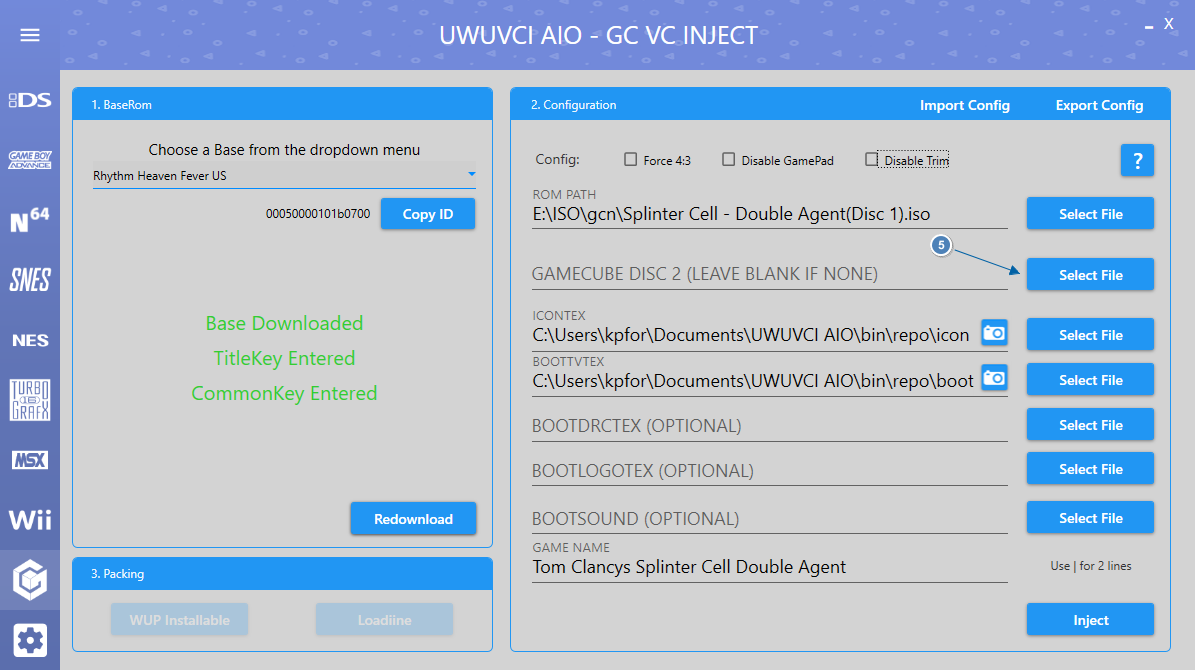 UWUVCI AIO - GC VC INJECT
X
DS
GAME BOY
ADVANCE
N64
SNES
NES
TURBO
GRAFX
MSX
Wii
1. BaseRom
Choose a Base from the dropdown menu
Rhythm Heaven Fever US
00050000101b0700
Copy ID
Base Downloaded
TitleKey Entered
CommonKey Entered
Redownload
3. Packing
WUP Installable
Loadiine
2. Configuration
Import Config
Export Config
Config:
Force 4:3
Disable GamePad
Disable Trim
?
ROM PATH
E:\ISO\gcn\Splinter Cell - Double Agent(Disc 1).iso
Select File
5
GAMECUBE DISC 2 (LEAVE BLANK IF NONE)
Select File
ICONTEX
C:\Users\kpfor\Documents\UWUVCI AIO\bin\repo\icon
Select File
BOOTTVTEX
C:\Users\kpfor\Documents\UWUVCI AIO\bin\repo\boot
Select File
BOOTDRCTEX (OPTIONAL)
Select File
BOOTLOGOTEX (OPTIONAL)
Select File
BOOTSOUND (OPTIONAL)
Select File
GAME NAME
Tom Clancys Splinter Cell Double Agent
Use | for 2 lines
Inject